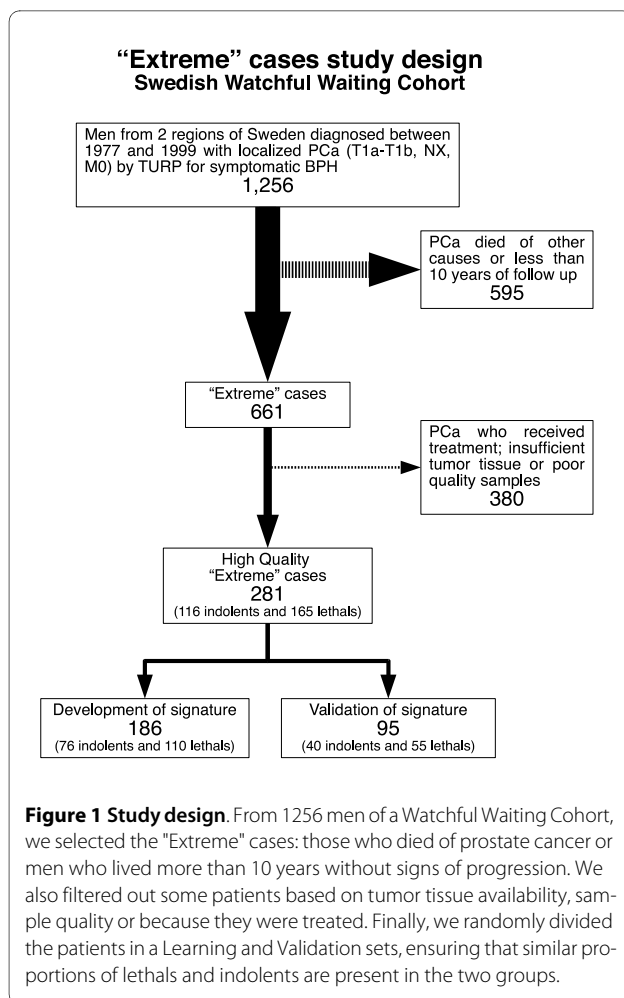 “Extreme” cases study design
Swedish Watchful Waiting Cohort
Men from 2 regions of Sweden diagnosed between
1977 and 1999 with localized PCa (T1a-T1b, NX,
M0) by TURP for symptomatic BPH
1,256
PCa died of other
causes or less than
10 years of follow up
595
“Extreme” cases
661
PCa who received
treatment; insufficient
tumor tissue or poor
quality samples
380
High Quality
“Extreme” cases
281
(116 indolents and 165 lethals)
Development of signature
186
(76 indolents and 110 lethals)
Validation of signature
95
(40 indolents and 55 lethals)
Figure 1 Study design. From 1256 men of a Watchful Waiting Cohort,
we selected the "Extreme" cases: those who died of prostate cancer or
men who lived more than 10 years without signs of progression. We
also filtered out some patients based on tumor tissue availability, sam-
ple quality or because they were treated. Finally, we randomly divided
the patients in a Learning and Validation sets, ensuring that similar pro-
portions of lethals and indolents are present in the two groups.